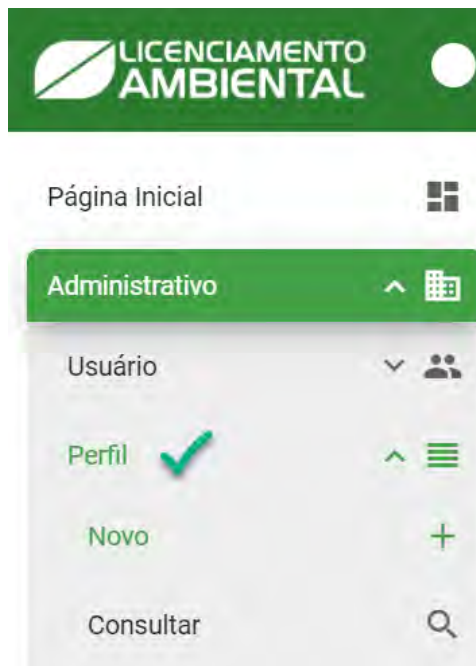 LICENCIAMENTO
AMBIENTAL
Página Inicial
Administrativo
Usuário
Perfil
Novo
Consultar